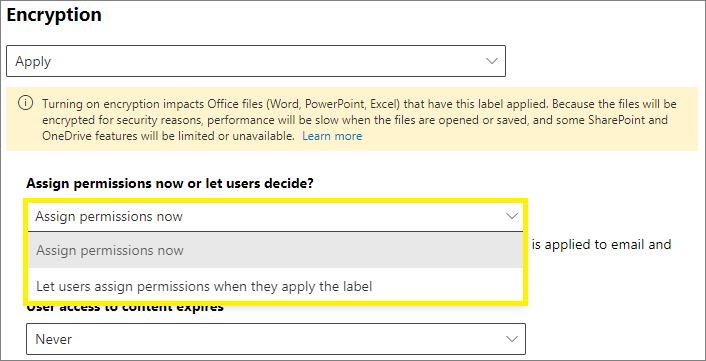 Encryption
Apply
Turning on encryption impacts Office files (Word, PowerPoint, Excel) that have this label applied. Because the files will be
encrypted for security reasons, performance will be slow when the files are opened or saved, and some SharePoint and
OneDrive features will be limited or unavailable. Learn more
Assign permissions now or let users decide?
Assign permissions now
Assign permissions now
is applied to email and
Let users assign permissions when they apply the label
User access to content expires
Never